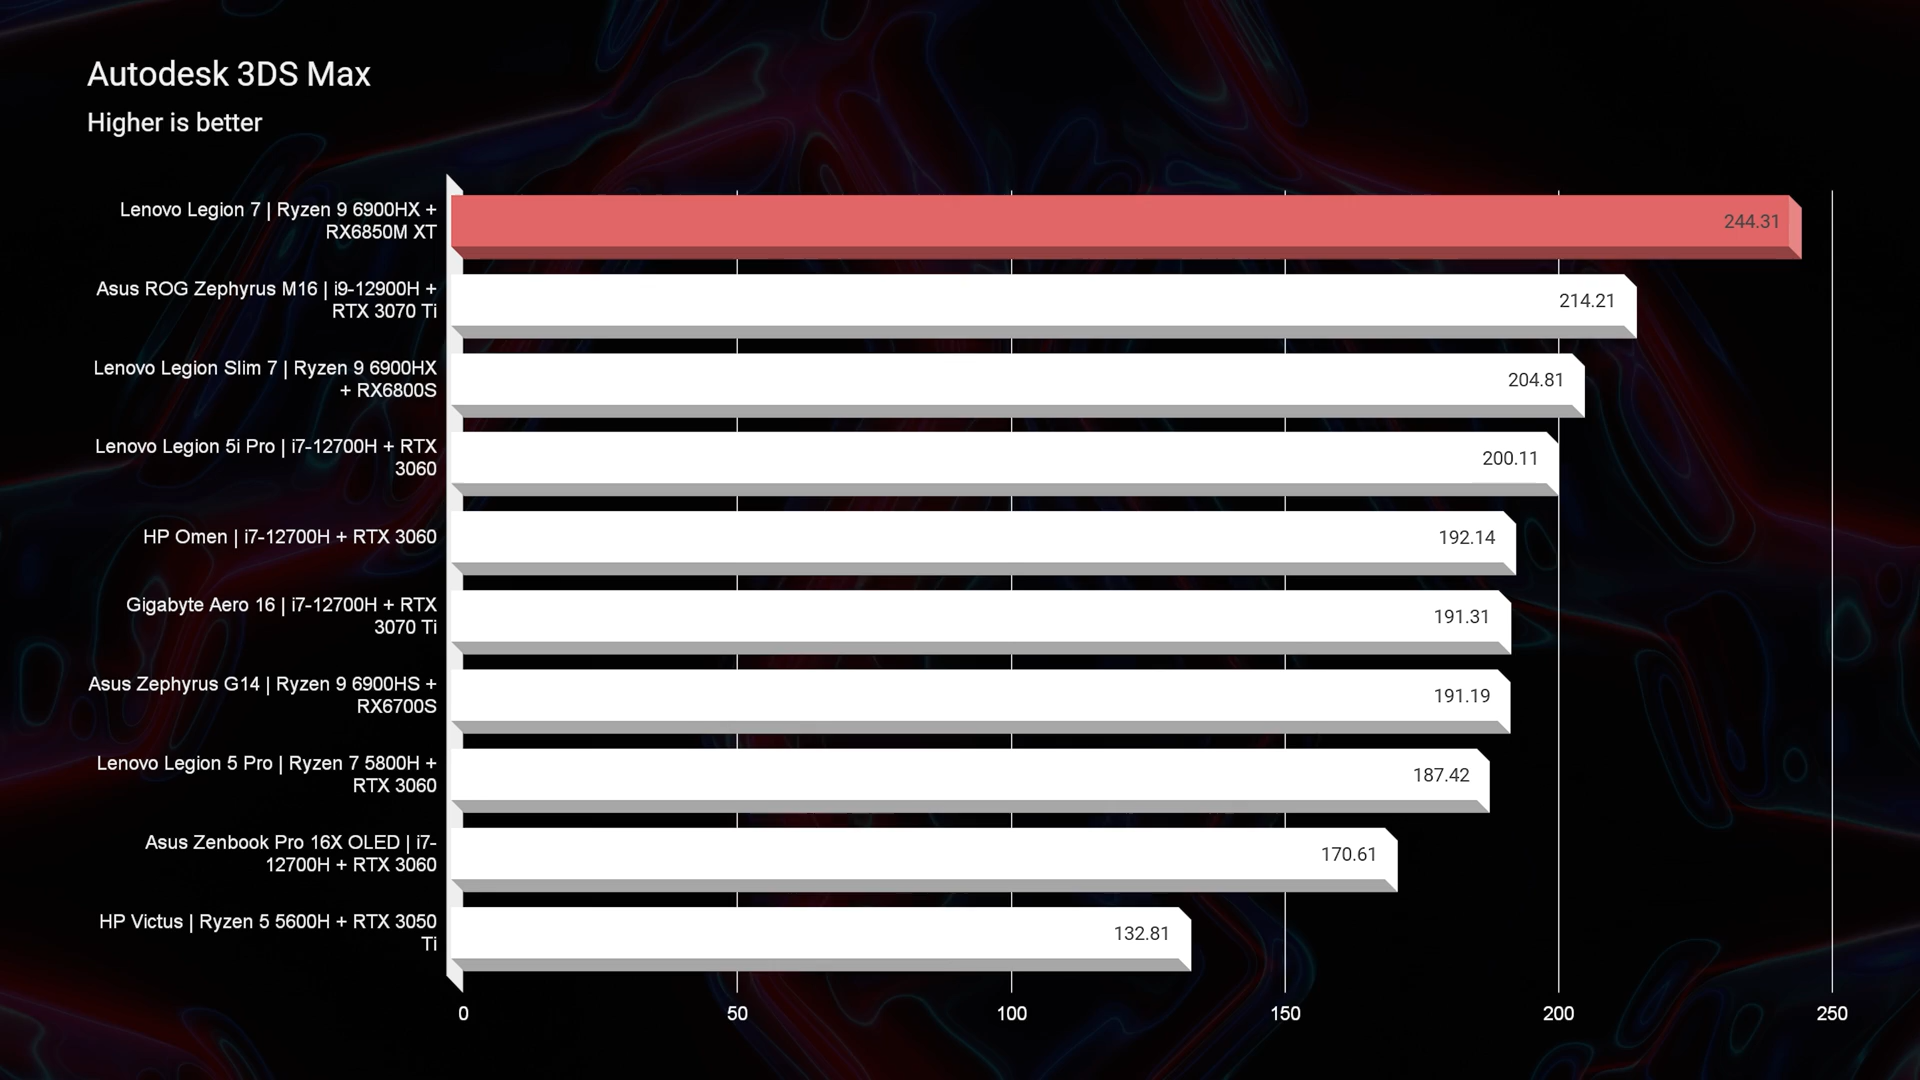 Autodesk 3DS Max
Higher is better
Lenovo Legion 7 | Ryzen 9 6900HX +
RX6850M XT
244.31
Asus ROG Zephyrus M16 | i9-12900H +
RTX 3070 Ti
214.21
Lenovo Legion Slim 7 | Ryzen 9 6900HX
+ RX6800S
204.81
Lenovo Legion 5i Pro | i7-12700H + RTX
3060
200.11
HP Omen | i7-12700H + RTX 3060
192.14
Gigabyte Aero 16 | i7-12700H + RTX
3070 Ti
191.31
Asus Zephyrus G14 | Ryzen 9 6900HS +
RX6700S
191.19
Lenovo Legion 5 Pro | Ryzen 7 5800H +
RTX 3060
187.42
Asus Zenbook Pro 16X OLED | i7-
12700H + RTX 3060
170.61
HP Victus | Ryzen 5 5600H + RTX 3050
Ti
132.81
0 50 100 150 200 250